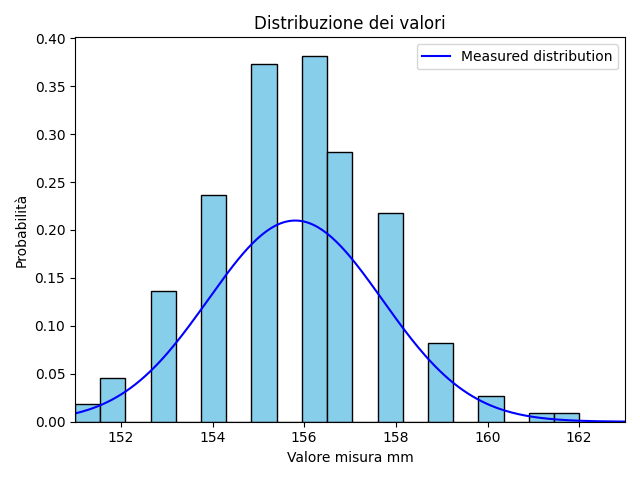 Distribuzione dei valori
Measured distribution
0.40
0.35
0.30
0.25
0.20
0.15
0.10
0.05
0.00
Probabilità
152 154 156 158 160 162
Valore misura mm